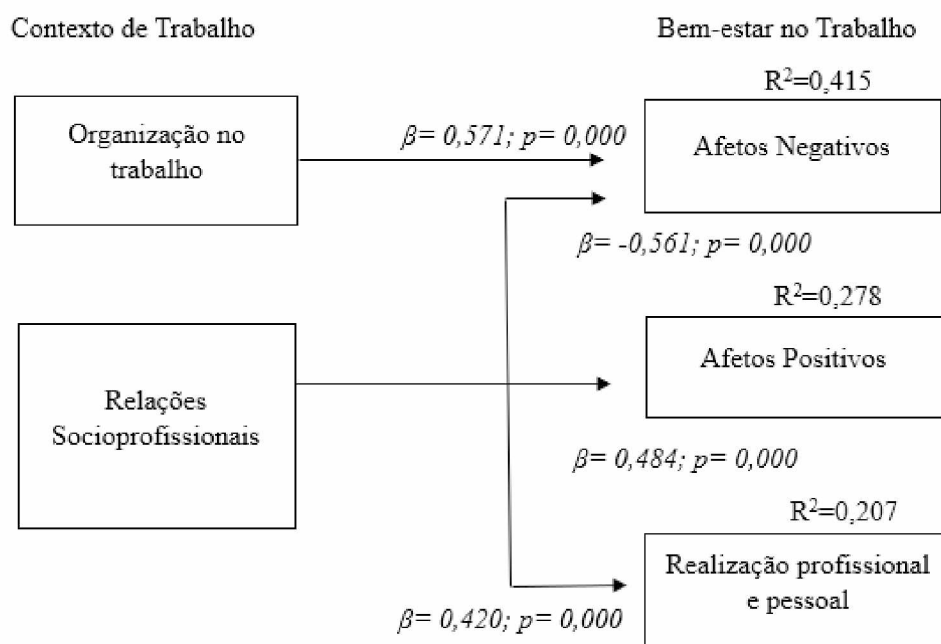 Contexto de Trabalho
Bem-estar no Trabalho
R²=0,415
Organização no
trabalho
β= 0,571; p= 0,000
Afetos Negativos
β= -0,561; p= 0,000
R²=0,278
Afetos Positivos
Relações
Socioprofissionais
β= 0,484; p= 0,000
R²=0,207
Realização profissional
e pessoal
β= 0,420; p= 0,000